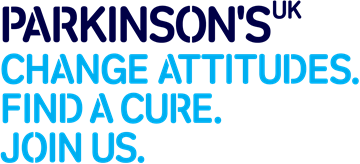 PARKINSON'S UK
CHANGE ATTITUDES.
FIND A CURE.
JOIN US.